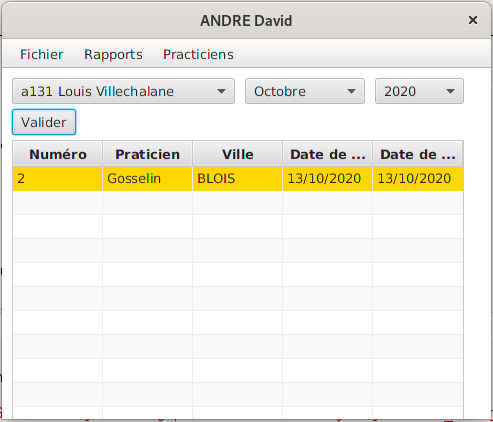 ANDRE David
Fichier Rapports Practiciens
a131 Louis Villechalane Octobre 2020
Valider
Numéro Praticien Ville Date de ... Date de ...
2 Gosselin BLOIS 13/10/2020 13/10/2020